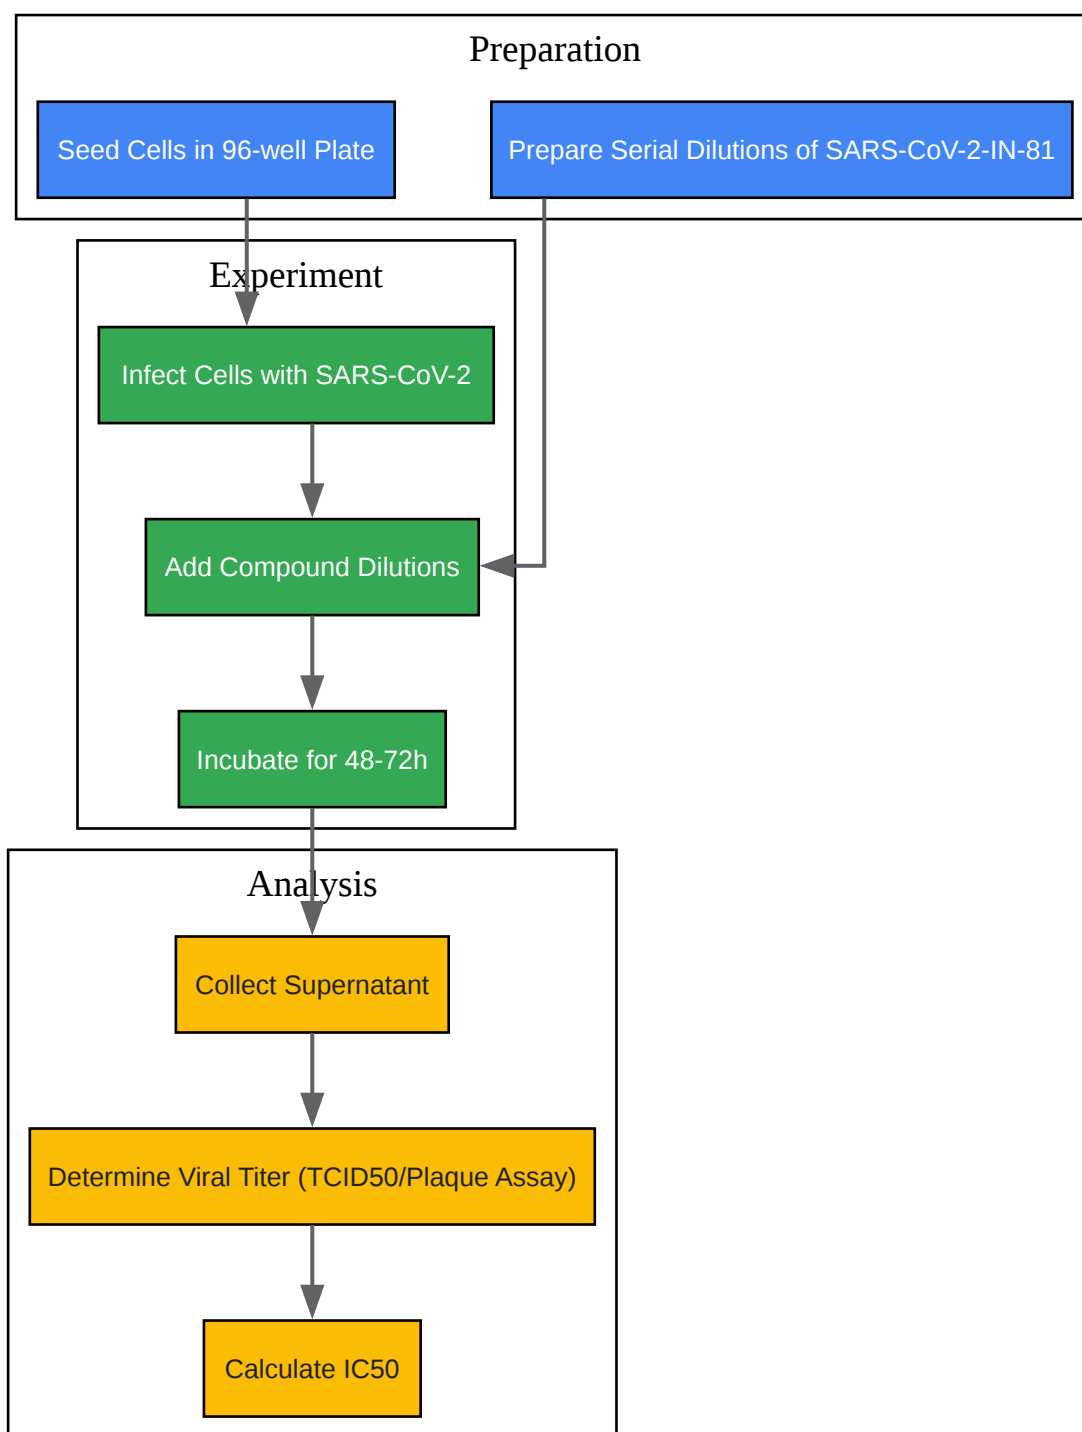 Preparation
Seed Cells in 96-well Plate
Prepare Serial Dilutions of SARS-CoV-2-IN-81
Experiment
Infect Cells with SARS-CoV-2
Add Compound Dilutions
Incubate for 48-72h
Analysis
Collect Supernatant
Determine Viral Titer (TCID50/Plaque Assay)
Calculate IC50